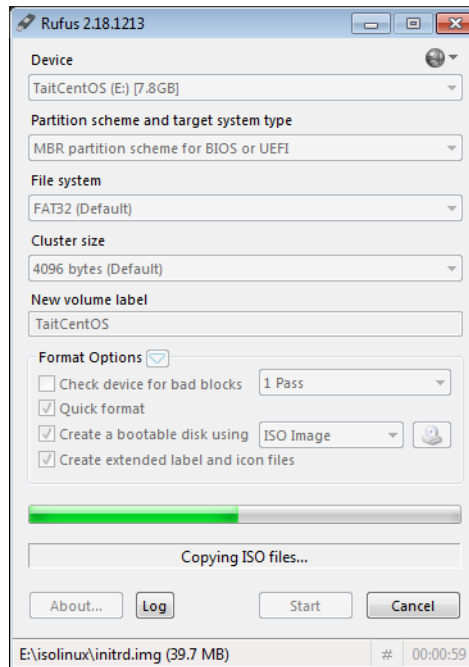 Rufus 2.18.1213
Device
TaitCentOS (E:) [7.8GB]
Partition scheme and target system type
MBR partition scheme for BIOS or UEFI
File system
FAT32 (Default)
Cluster size
4096 bytes (Default)
New volume label
TaitCentOS
Format Options
Check device for bad blocks 1 Pass
Quick format
Create a bootable disk using ISO Image
Create extended label and icon files
Copying ISO files...
About... Log Start Cancel
E:\isolinux\initrd.img (39.7 MB) # 00:00:59